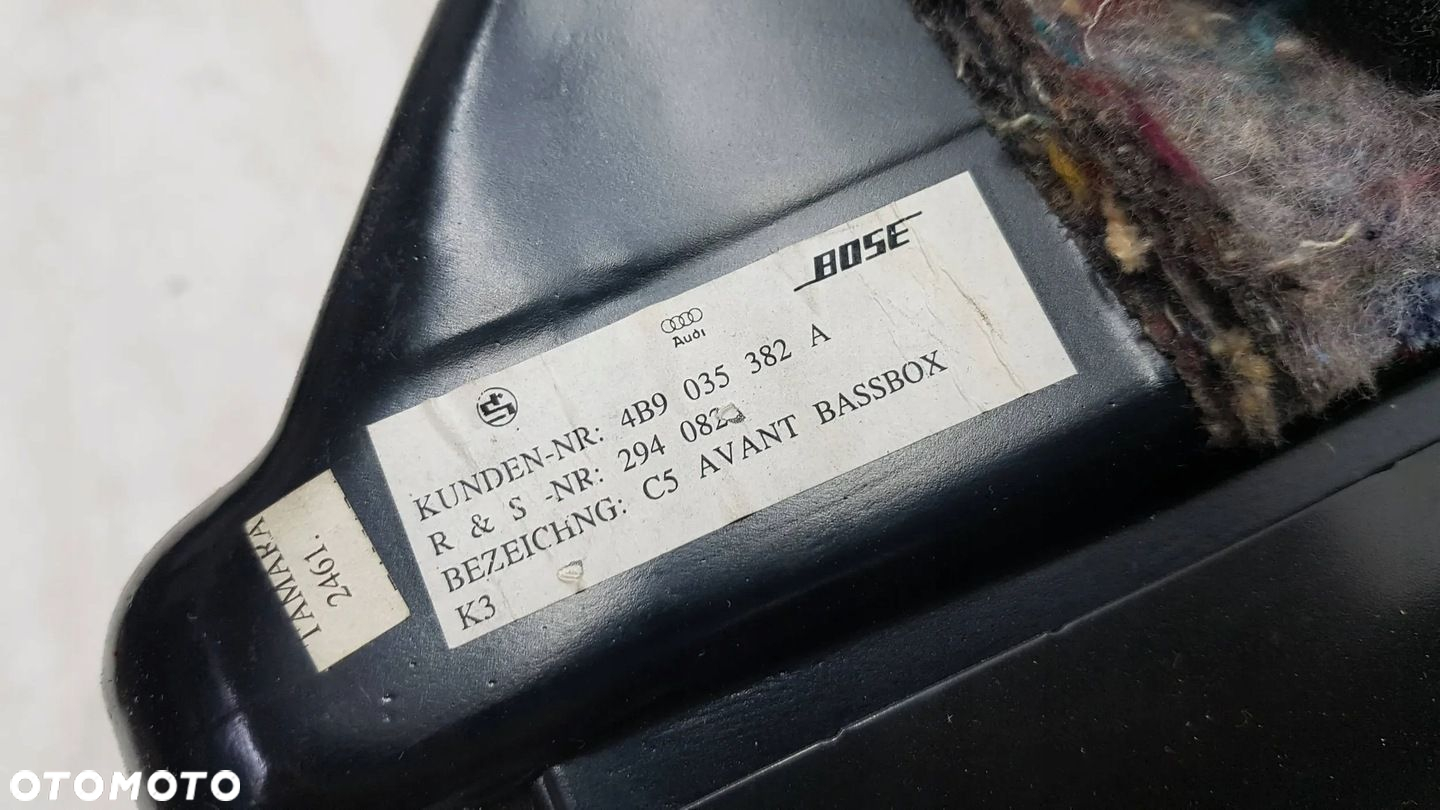 BOSE
Audi
KUNDEN-NR: 4B9 035 382 A
R & S -NR: 294 082
BEZEICHNG: C5 AVANT BASSBOX
K3
TAMARA
2461.
OTOMOTO